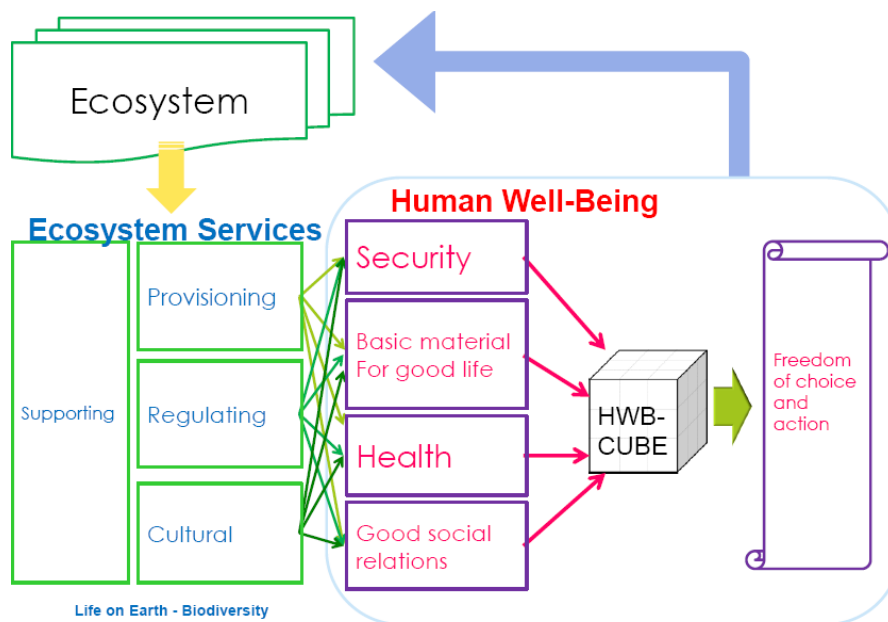 Ecosystem
Human Well-Being
Ecosystem Services
Supporting
Provisioning
Regulating
Cultural
Security
Basic material
For good life
Health
Good social
relations
HWB-
CUBE
Freedom
of choice
and
action
Life on Earth - Biodiversity